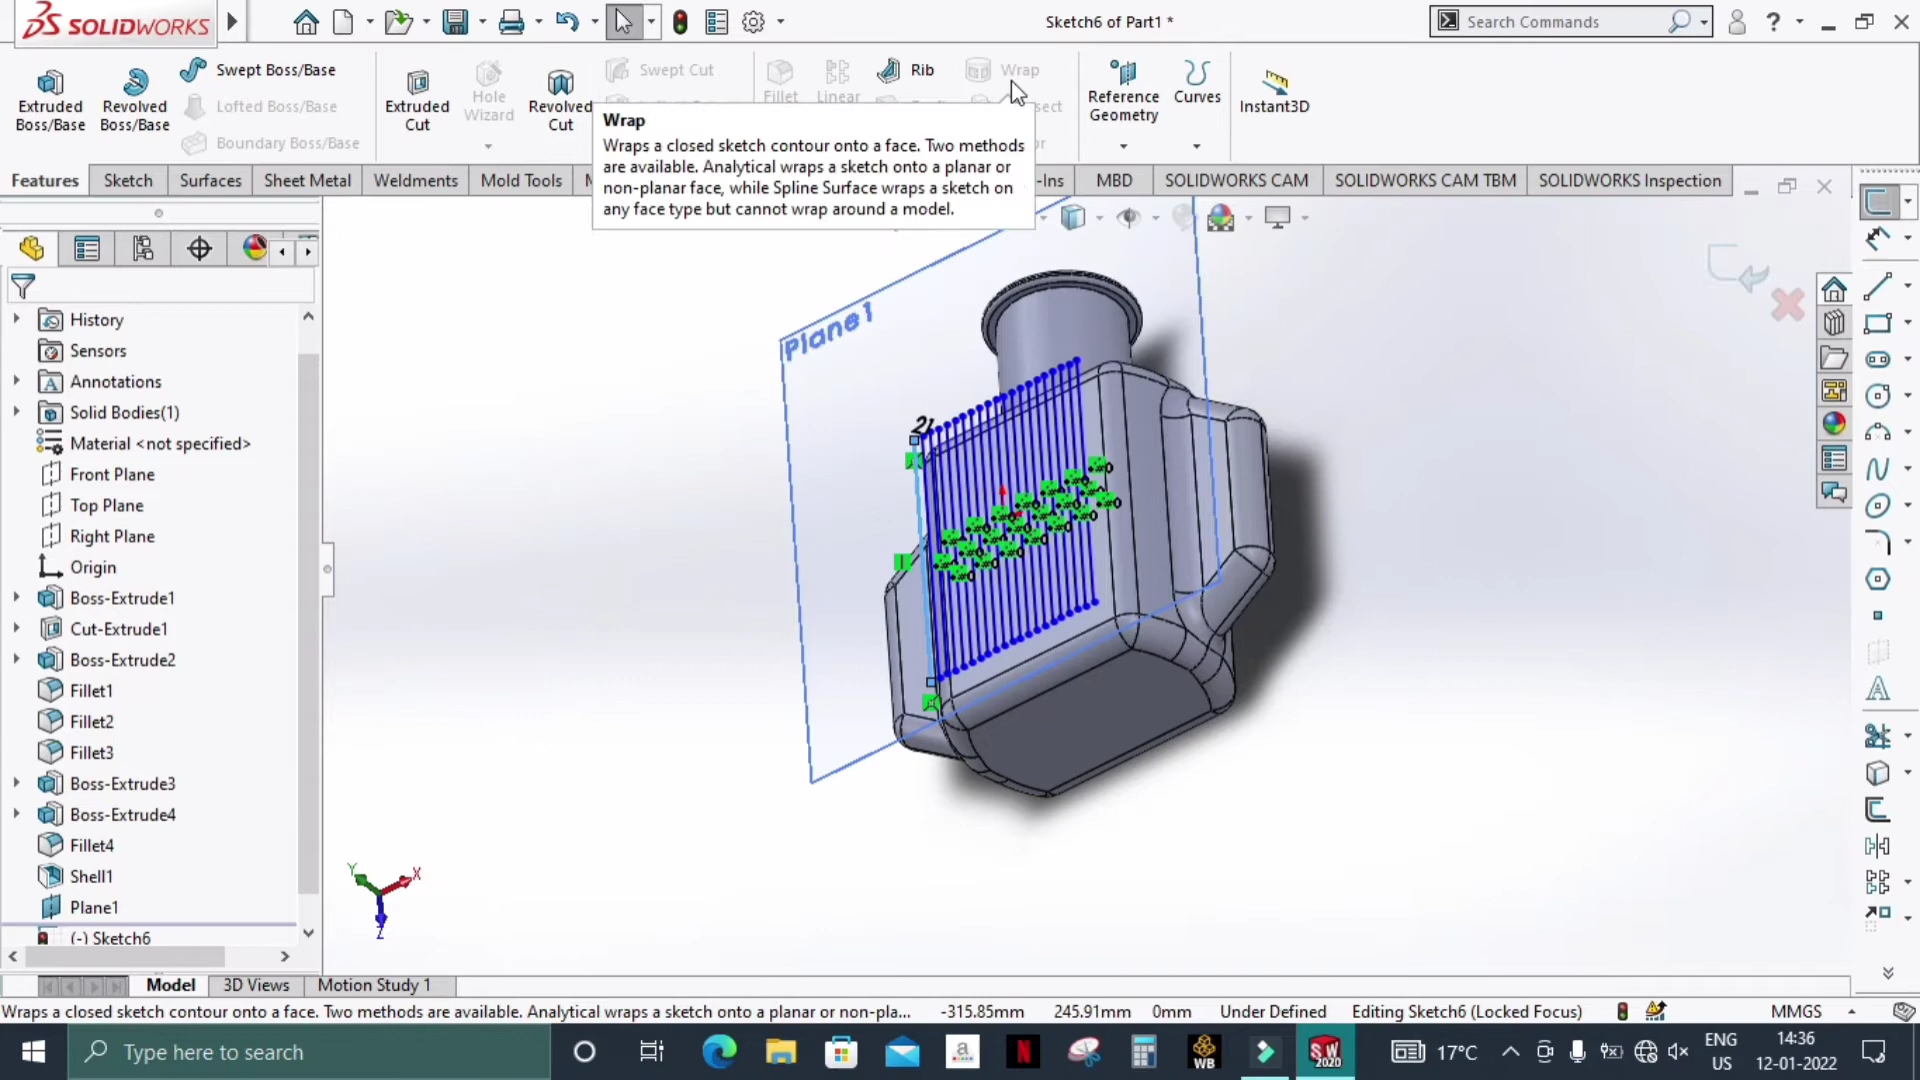 SOLIDWORKS
Sketch6 of Part1 *
Search Commands
Extruded
Boss/Base
Revolved
Boss/Base
Swept Boss/Base
Lofted Boss/Base
Boundary Boss/Base
Extruded
Cut
Hole
Wizard
Revolved
Cut
Swept Cut
Fillet
Linear
Rib
Wrap
Reference
Geometry
Curves
Instant3D
Wrap
Wraps a closed sketch contour onto a face. Two methods
are available. Analytical wraps a sketch onto a planar or
non-planar face, while Spline Surface wraps a sketch on
any face type but cannot wrap around a model.
Features
Sketch
Surfaces
Sheet Metal
Weldments
Mold Tools
-Ins
MBD
SOLIDWORKS CAM
SOLIDWORKS CAM TBM
SOLIDWORKS Inspection
History
Sensors
Annotations
Solid Bodies(1)
Material <not specified>
Front Plane
Top Plane
Right Plane
Origin
Boss-Extrude1
Cut-Extrude1
Boss-Extrude2
Fillet1
Fillet2
Fillet3
Boss-Extrude3
Boss-Extrude4
Fillet4
Shell1
Plane1
(-) Sketch6
Plane1
21
Y
X
Z
Model
3D Views
Motion Study 1
Wraps a closed sketch contour onto a face. Two methods are available. Analytical wraps a sketch onto a planar or non-pla...
-315.85mm
245.91mm
0mm
Under Defined
Editing Sketch6 (Locked Focus)
MMGS
Type here to search
17°C
ENG
US
14:36
12-01-2022